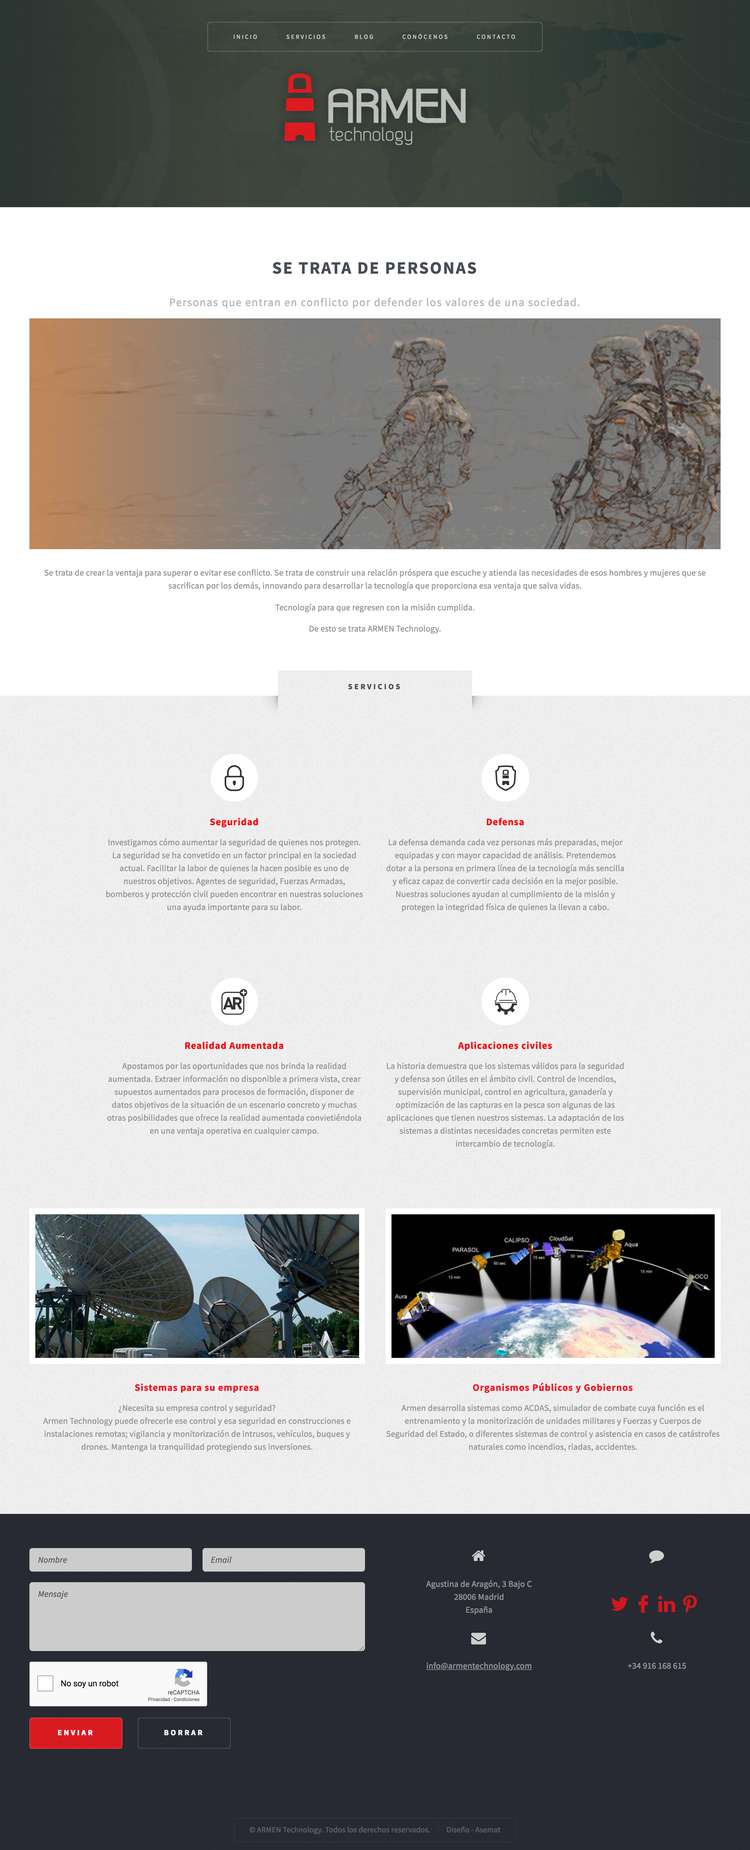 INICIO SERVICIOS BLOG CONÓCENOS CONTACTO
ARMEN
technology
SE TRATA DE PERSONAS
Personas que entran en conflicto por defender los valores de una sociedad.
Se trata de crear la ventaja para superar o evitar ese conflicto. Se trata de construir una relación próspera que escuche y atienda las necesidades de esos hombres y mujeres que se
sacrifican por los demás, innovando para desarrollar la tecnología que proporciona esa ventaja que salva vidas.
Tecnología para que regresen con la misión cumplida.
De esto se trata ARMEN Technology.
SERVICIOS
Seguridad
Investigamos cómo aumentar la seguridad de quienes nos protegen.
La seguridad se ha convetido en un factor principal en la sociedad
actual. Facilitar la labor de quienes la hacen posible es uno de
nuestros objetivos. Agentes de seguridad, Fuerzas Armadas,
bomberos y protección civil pueden encontrar en nuestras soluciones
una ayuda importante para su labor.
Defensa
La defensa demanda cada vez personas más preparadas, mejor
equipadas y con mayor capacidad de análisis. Pretendemos
dotar a la persona en primera línea de la tecnología más sencilla
y eficaz capaz de convertir cada decisión en la mejor posible.
Nuestras soluciones ayudan al cumplimiento de la misión y
protegen la integridad física de quienes la llevan a cabo.
AR
Realidad Aumentada
Apostamos por las oportunidades que nos brinda la realidad
aumentada. Extraer información no disponible a primera vista, crear
supuestos aumentados para procesos de formación, disponer de
datos objetivos de la situación de un escenario concreto y muchas
otras posibilidades que ofrece la realidad aumentada convietiéndola
en una ventaja operativa en cualquier campo.
Aplicaciones civiles
La historia demuestra que los sistemas válidos para la seguridad
y defensa son útiles en el ámbito civil. Control de incendios,
supervisión municipal, control en agricultura, ganadería y
optimización de las capturas en la pesca son algunas de las
aplicaciones que tienen nuestros sistemas. La adaptación de los
sistemas a distintas necesidades concretas permiten este
intercambio de tecnología.
Sistemas para su empresa
¿Necesita su empresa control y seguridad?
Armen Technology puede ofrecerle ese control y esa seguridad en construcciones e
instalaciones remotas; vigilancia y monitorización de intrusos, vehículos, buques y
drones. Mantenga la tranquilidad protegiendo sus inversiones.
PARASOL CALIPSO CloudSat Aqua
Aura OCO
Organismos Públicos y Gobiernos
Armen desarrolla sistemas como ACDAS, simulador de combate cuya función es el
entrenamiento y la monitorización de unidades militares y Fuerzas y Cuerpos de
Seguridad del Estado, o diferentes sistemas de control y asistencia en casos de catástrofes
naturales como incendios, riadas, accidentes.
Nombre
Email
Mensaje
No soy un robot
reCAPTCHA
Privacidad - Condiciones
ENVIAR
BORRAR
Agustina de Aragón, 3 Bajo C
28006 Madrid
España
info@armentechnology.com
+34 916 168 615
© ARMEN Technology. Todos los derechos reservados.
Diseño - Asemat